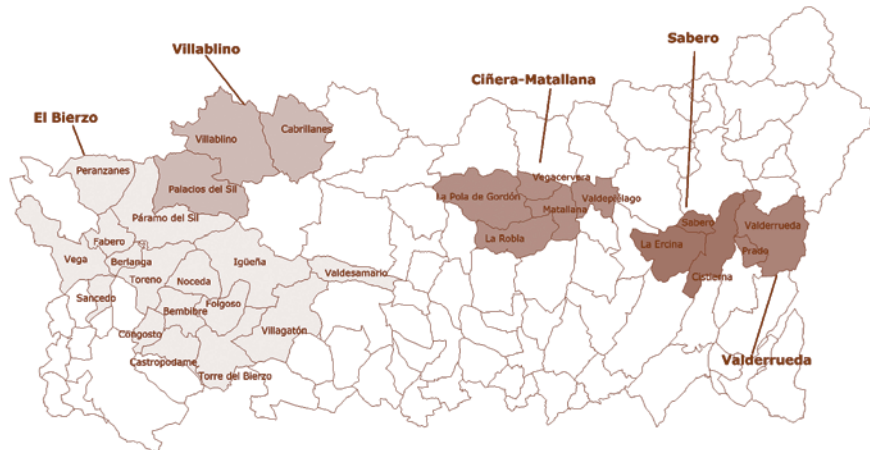 Sabero
Villablino
Ciñera-Matallana
El Bierzo
Villablino
Cabrillanes
Peranzanes
Palacios del Sil
Vegacervera
La Pola de Gordón
Valdepiélago
Matallana
Páramo del Sil
Sabero
Valderrueda
La Robla
La Ercina
Fabero
Prado
Vega
Berlanga
Igüeña
Valdesamario
Cistierna
Toreno
Noceda
Sancedo
Folgoso
Bembibre
Villagatón
Congosto
Valderrueda
Castropodame
Torre del Bierzo